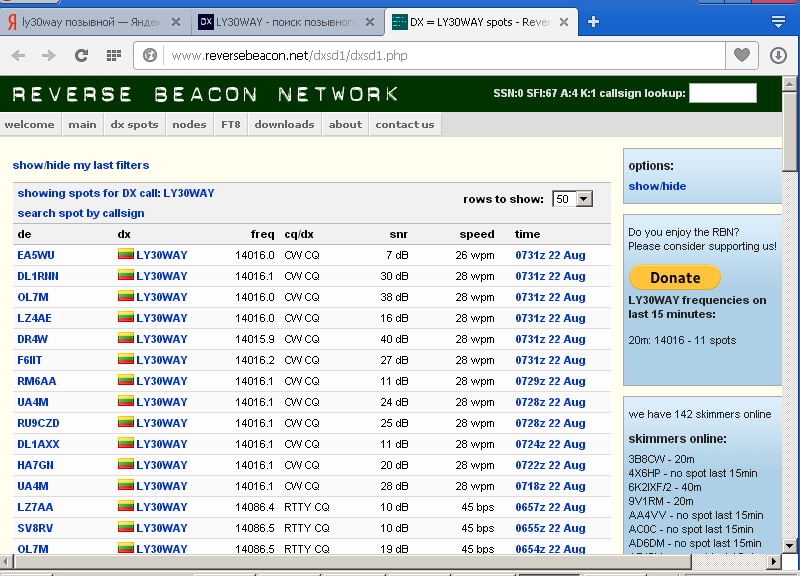 ly30way позывной — Яндек
DX LY30WAY - поиск позывного
DX = LY30WAY spots - Rever
www.reversebeacon.net/dxsd1/dxsd1.php
REVERSE BEACON NETWORK
SSN:0 SFI:67 A:4 K:1 callsign lookup:
welcome main dx spots nodes FT8 downloads about contact us
show/hide my last filters
showing spots for DX call: LY30WAY
search spot by callsign
rows to show: 50
de dx freq cq/dx snr speed time
EA5WU LY30WAY 14016.0 CW CQ 7 dB 26 wpm 0731z 22 Aug
DL1RNN LY30WAY 14016.1 CW CQ 30 dB 28 wpm 0731z 22 Aug
OL7M LY30WAY 14016.0 CW CQ 38 dB 28 wpm 0731z 22 Aug
LZ4AE LY30WAY 14016.0 CW CQ 16 dB 28 wpm 0731z 22 Aug
DR4W LY30WAY 14015.9 CW CQ 40 dB 28 wpm 0731z 22 Aug
F6IIT LY30WAY 14016.2 CW CQ 27 dB 28 wpm 0731z 22 Aug
RM6AA LY30WAY 14016.1 CW CQ 11 dB 28 wpm 0729z 22 Aug
UA4M LY30WAY 14016.1 CW CQ 24 dB 28 wpm 0728z 22 Aug
RU9CZD LY30WAY 14016.1 CW CQ 25 dB 28 wpm 0728z 22 Aug
DL1AXX LY30WAY 14016.1 CW CQ 11 dB 28 wpm 0724z 22 Aug
HA7GN LY30WAY 14016.1 CW CQ 20 dB 28 wpm 0722z 22 Aug
UA4M LY30WAY 14016.1 CW CQ 28 dB 28 wpm 0718z 22 Aug
LZ7AA LY30WAY 14086.4 RTTY CQ 10 dB 45 bps 0657z 22 Aug
SV8RV LY30WAY 14086.5 RTTY CQ 10 dB 45 bps 0655z 22 Aug
OL7M LY30WAY 14086.5 RTTY CQ 19 dB 45 bps 0654z 22 Aug
options:
show/hide
Do you enjoy the RBN?
Please consider supporting us!
Donate
LY30WAY frequencies on
last 15 minutes:
20m: 14016 - 11 spots
we have 142 skimmers online
skimmers online:
3B8CW - 20m
4X6HP - no spot last 15min
6K2IXF/2 - 40m
9V1RM - 20m
AA4VV - no spot last 15min
AC0C - no spot last 15min
AD6DM - no spot last 15min